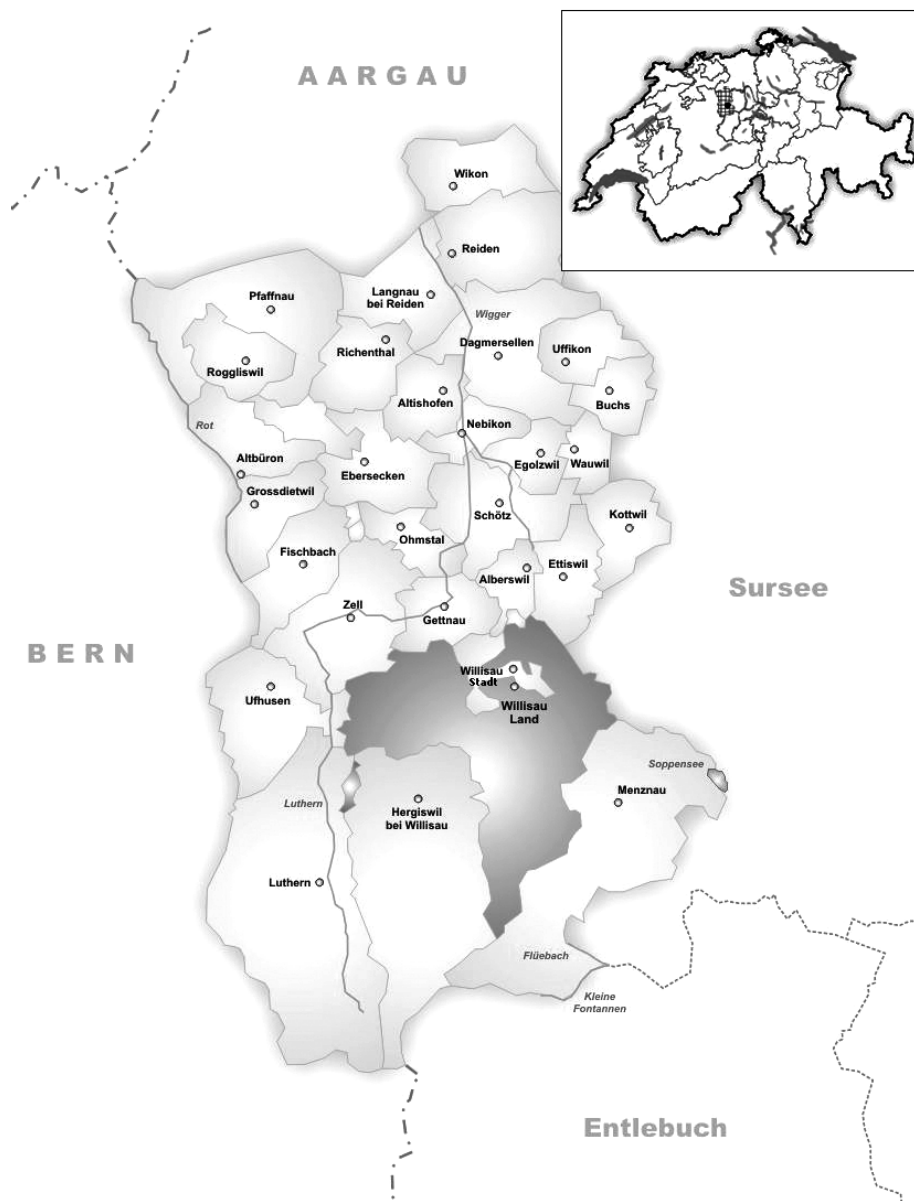 AARGAU
Wikon
Reiden
Langnau
bei Reiden
Pfaffnau
Wigger
Dagmersellen
Uffikon
Richenthal
Roggliswil
Altishofen
Buchs
Rot
Nebikon
Altbüron
Ebersecken
Egolzwil
Wauwil
Grossdietwil
Schötz
Kottwil
Ohmstal
Fischbach
Ettiswil
Alberswil
Sursee
Zell
Gettnau
BERN
Willisau
Stadt
Ufhusen
Willisau
Land
Soppensee
Menznau
Luthern
Hergiswil
bei Willisau
Luthern
Flüebach
Kleine
Fontannen
Entlebuch